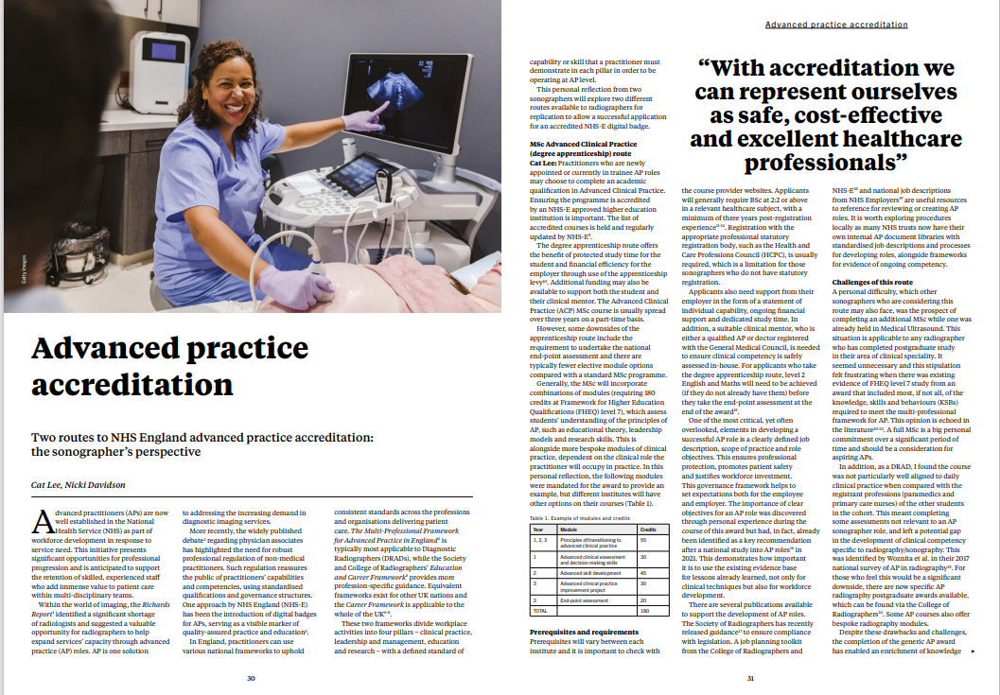 Getty Images
Advanced practice
accreditation
Two routes to NHS England advanced practice accreditation:
the sonographer's perspective
Cat Lee, Nicki Davidson
Advanced practitioners (APs) are now
well established in the National
Health Service (NHS) as part of
workforce development in response to
service need. This initiative presents
significant opportunities for professional
progression and is anticipated to support
the retention of skilled, experienced staff
who add immense value to patient care
within multi-disciplinary teams.
Within the world of imaging, the Richards
Report¹ identified a significant shortage
of radiologists and suggested a valuable
opportunity for radiographers to help
expand services' capacity through advanced
practice (AP) roles. AP is one solution
to addressing the increasing demand in
diagnostic imaging services.
More recently, the widely published
debate² regarding physician associates
has highlighted the need for robust
professional regulation of non-medical
practitioners. Such regulation reassures
the public of practitioners' capabilities
and competencies, using standardised
qualifications and governance structures.
One approach by NHS England (NHS-E)
has been the introduction of digital badges
for APs, serving as a visible marker of
quality-assured practice and education³.
In England, practitioners can use
various national frameworks to uphold
consistent standards across the professions
and organisations delivering patient
care. The Multi-Professional Framework
for Advanced Practice in England⁴ is
typically most applicable to Diagnostic
Radiographers (DRADs), while the Society
and College of Radiographers' Education
and Career Framework⁵ provides more
profession-specific guidance. Equivalent
frameworks exist for other UK nations and
the Career Framework is applicable to the
whole of the UK⁶⁻⁸.
These two frameworks divide workplace
activities into four pillars – clinical practice,
leadership and management, education
and research – with a defined standard of
30
Advanced practice accreditation
capability or skill that a practitioner must
demonstrate in each pillar in order to be
operating at AP level.
This personal reflection from two
sonographers will explore two different
routes available to radiographers for
replication to allow a successful application
for an accredited NHS-E digital badge.
MSc Advanced Clinical Practice
(degree apprenticeship) route
Cat Lee: Practitioners who are newly
appointed or currently in trainee AP roles
may choose to complete an academic
qualification in Advanced Clinical Practice.
Ensuring the programme is accredited
by an NHS-E approved higher education
institution is important. The list of
accredited courses is held and regularly
updated by NHS-E⁹.
The degree apprenticeship route offers
the benefit of protected study time for the
student and financial efficiency for the
employer through use of the apprenticeship
levy¹⁰. Additional funding may also be
available to support both the student and
their clinical mentor. The Advanced Clinical
Practice (ACP) MSc course is usually spread
over three years on a part-time basis.
However, some downsides of the
apprenticeship route include the
requirement to undertake the national
end-point assessment and there are
typically fewer elective module options
compared with a standard MSc programme.
Generally, the MSc will incorporate
combinations of modules (requiring 180
credits at Framework for Higher Education
Qualifications (FHEQ) level 7), which assess
students' understanding of the principles of
AP, such as educational theory, leadership
models and research skills. This is
alongside more bespoke modules of clinical
practice, dependent on the clinical role the
practitioner will occupy in practice. In this
personal reflection, the following modules
were mandated for the award to provide an
example, but different institutes will have
other options on their courses (Table 1).
Table 1. Example of modules and credits
Year Module Credits
1, 2, 3 Principles of transitioning to advanced clinical practice 55
1 Advanced clinical assessment and decision-making skills 30
2 Advanced skill development 45
3 Advanced clinical practice improvement project 30
3 End-point assessment 20
TOTAL 180
Prerequisites and requirements
Prerequisites will vary between each
institute and it is important to check with
"With accreditation we
can represent ourselves
as safe, cost-effective
and excellent healthcare
professionals"
the course provider websites. Applicants
will generally require BSc at 2:2 or above
in a relevant healthcare subject, with a
minimum of three years post-registration
experience. Registration with the
appropriate professional statutory
registration body, such as the Health and
Care Professions Council (HCPC), is usually
required, which is a limitation for those
sonographers who do not have statutory
registration.
Applicants also need support from their
employer in the form of a statement of
individual capability, ongoing financial
support and dedicated study time. In
addition, a suitable clinical mentor, who is
either a qualified AP or doctor registered
with the General Medical Council, is needed
to ensure clinical competency is safely
assessed in-house. For applicants who take
the degree apprenticeship route, level 2
English and Maths will need to be achieved
(if they do not already have them) before
they take the end-point assessment at the
end of the award.
One of the most critical, yet often
overlooked, elements in developing a
successful AP role is a clearly defined job
description, scope of practice and role
objectives. This ensures professional
protection, promotes patient safety
and justifies workforce investment.
This governance framework helps to
set expectations both for the employee
and employer. The importance of clear
objectives for an AP role was discovered
through personal experience during the
course of this award but had, in fact, already
been identified as a key recommendation
after a national study into AP roles in
2021. This demonstrates how important
it is to use the existing evidence base
for lessons already learned, not only for
clinical techniques but also for workforce
development.
There are several publications available
to support the development of AP roles.
The Society of Radiographers has recently
released guidance to ensure compliance
with legislation. A job planning toolkit
from the College of Radiographers and
NHS-E and national job descriptions
from NHS Employers are useful resources
to reference for reviewing or creating AP
roles. It is worth exploring procedures
locally as many NHS trusts now have their
own internal AP document libraries with
standardised job descriptions and processes
for developing roles, alongside frameworks
for evidence of ongoing competency.
Challenges of this route
A personal difficulty, which other
sonographers who are considering this
route may also face, was the prospect of
completing an additional MSc while one was
already held in Medical Ultrasound. This
situation is applicable to any radiographer
who has completed postgraduate study
in their area of clinical speciality. It
seemed unnecessary and this stipulation
felt frustrating when there was existing
evidence of FHEQ level 7 study from an
award that included most, if not all, of the
knowledge, skills and behaviours (KSBs)
required to meet the multi-professional
framework for AP. This opinion is echoed in
the literature. A full MSc is a big personal
commitment over a significant period of
time and should be a consideration for
aspiring APs.
In addition, as a DRAD, I found the course
was not particularly well aligned to daily
clinical practice when compared with the
registrant professions (paramedics and
primary care nurses) of the other students
in the cohort. This meant completing
some assessments not relevant to an AP
sonographer role, and left a potential gap
in the development of clinical competency
specific to radiography/sonography. This
was identified by Woznita et al. in their 2017
national survey of AP in radiography. For
those who feel this would be a significant
downside, there are now specific AP
radiography postgraduate awards available,
which can be found via the College of
Radiographers. Some AP courses also offer
bespoke radiography modules.
Despite these drawbacks and challenges,
the completion of the generic AP award
has enabled an enrichment of knowledge
31